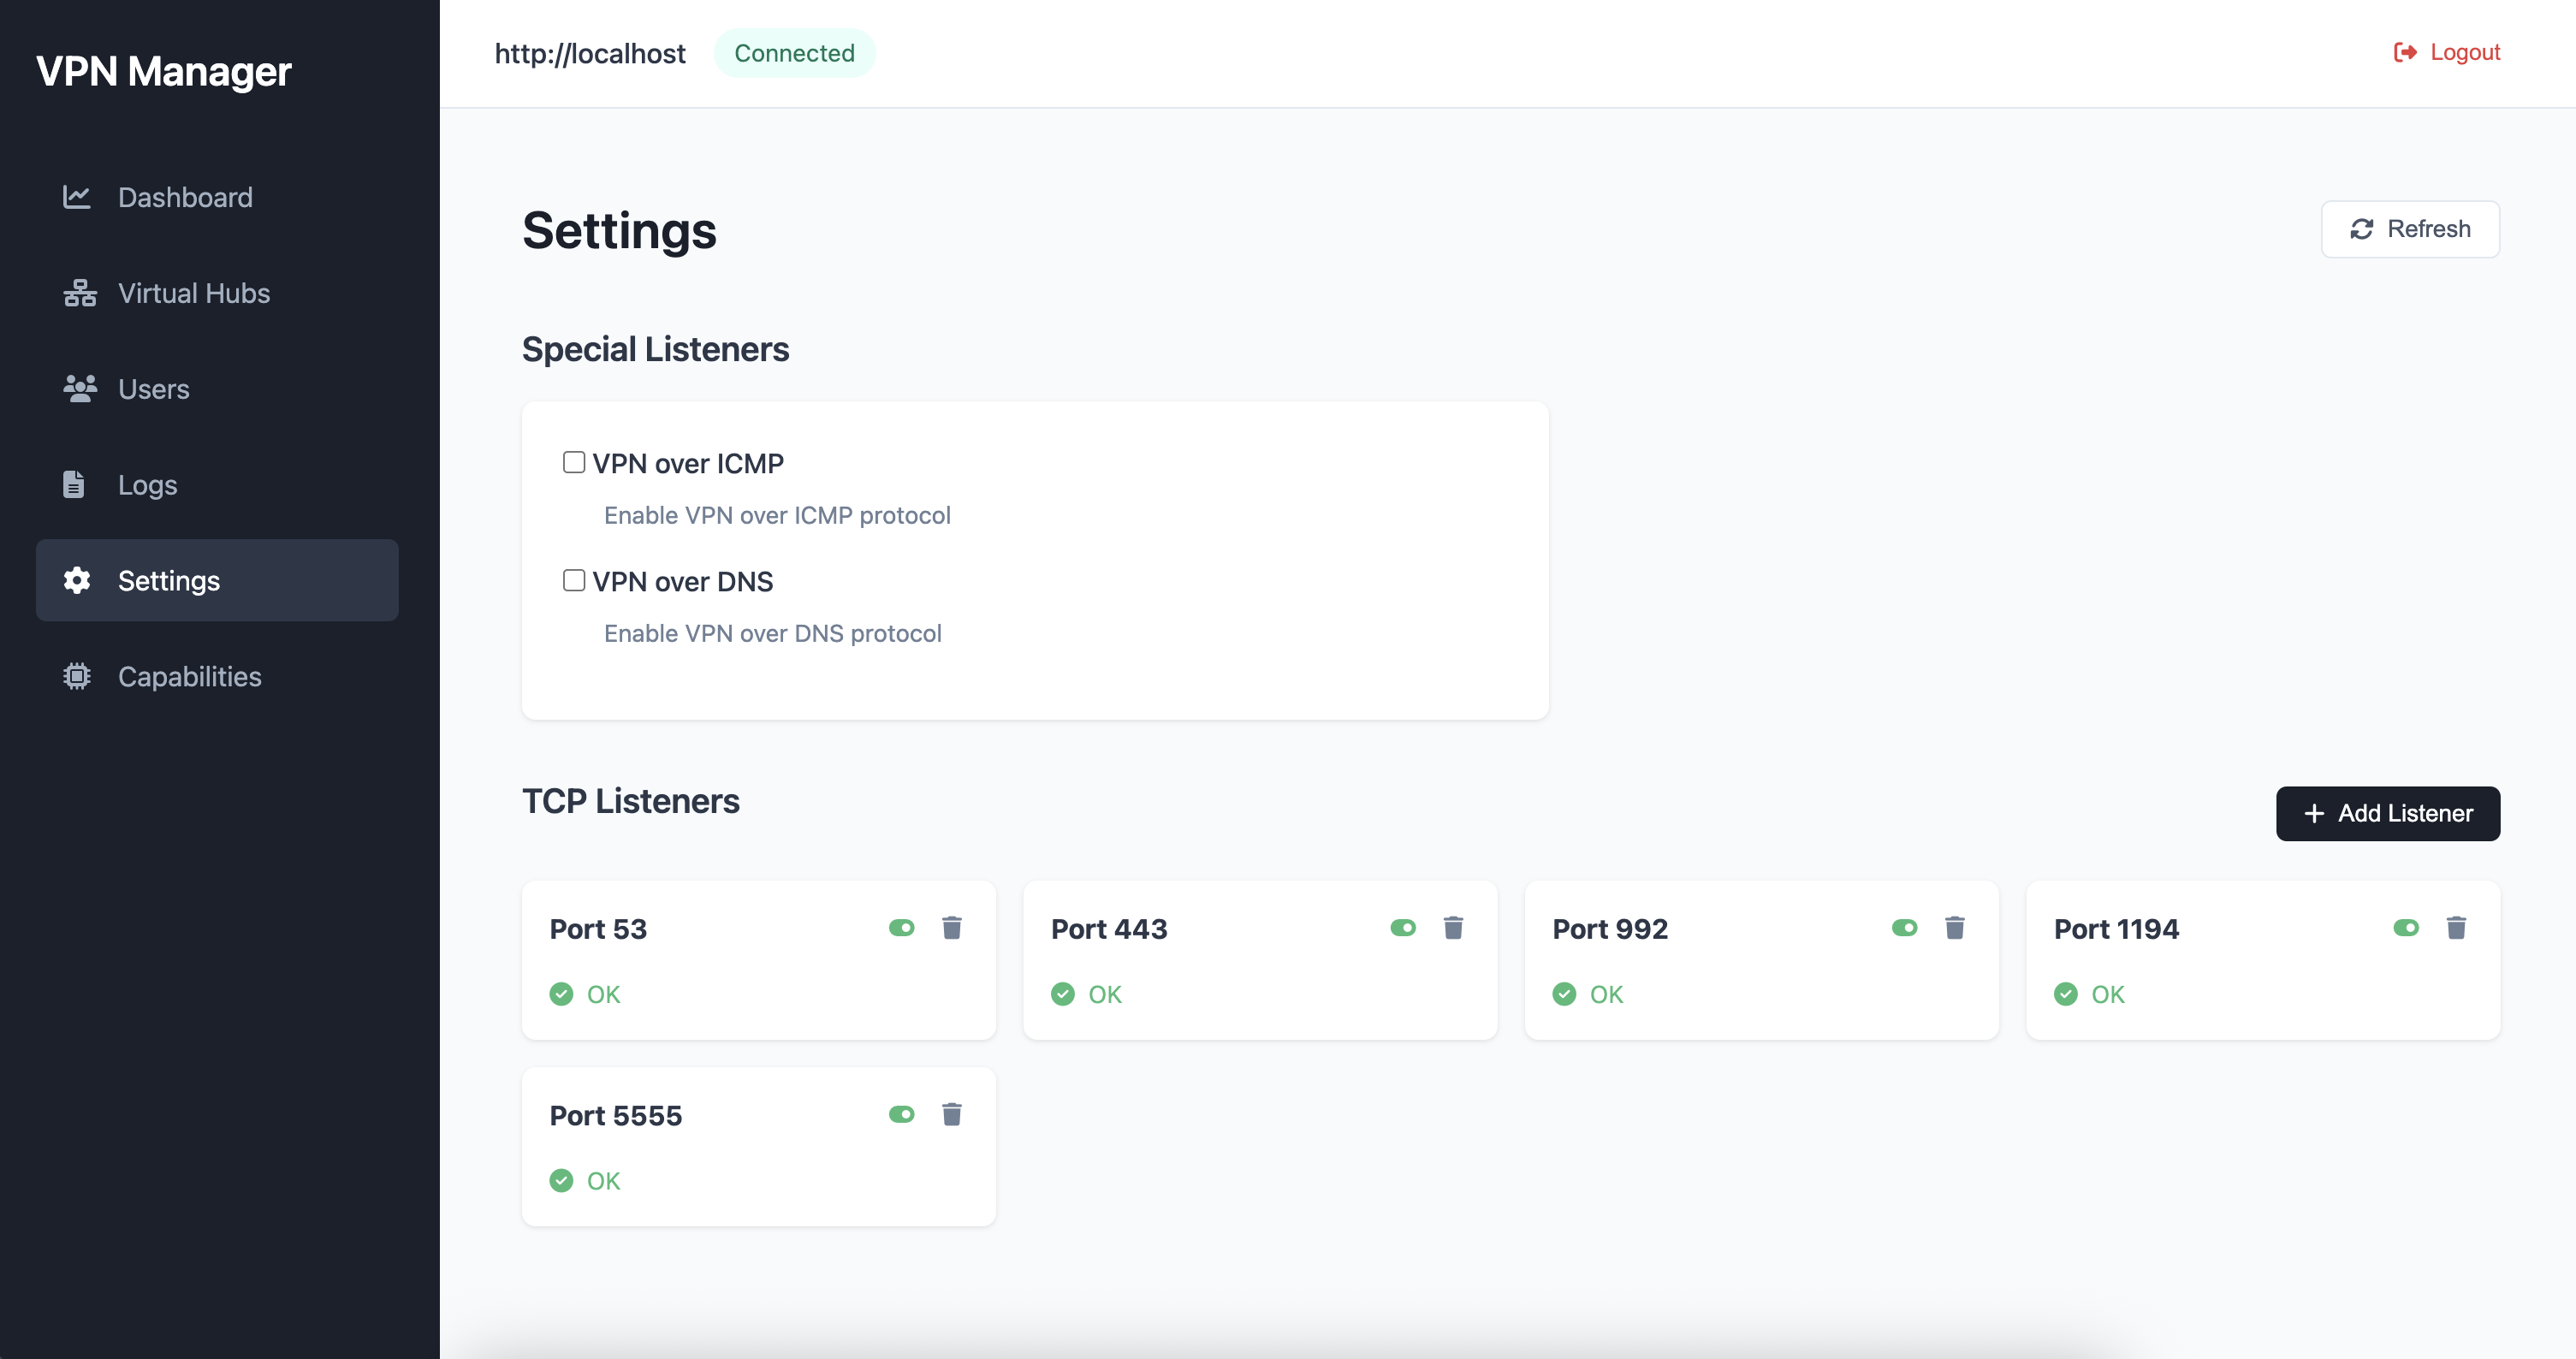 VPN Manager
http://localhost
Connected
Logout
Dashboard
Virtual Hubs
Users
Logs
Settings
Capabilities
Settings
Refresh
Special Listeners
VPN over ICMP
Enable VPN over ICMP protocol
VPN over DNS
Enable VPN over DNS protocol
TCP Listeners
Add Listener
Port 53
OK
Port 443
OK
Port 992
OK
Port 1194
OK
Port 5555
OK